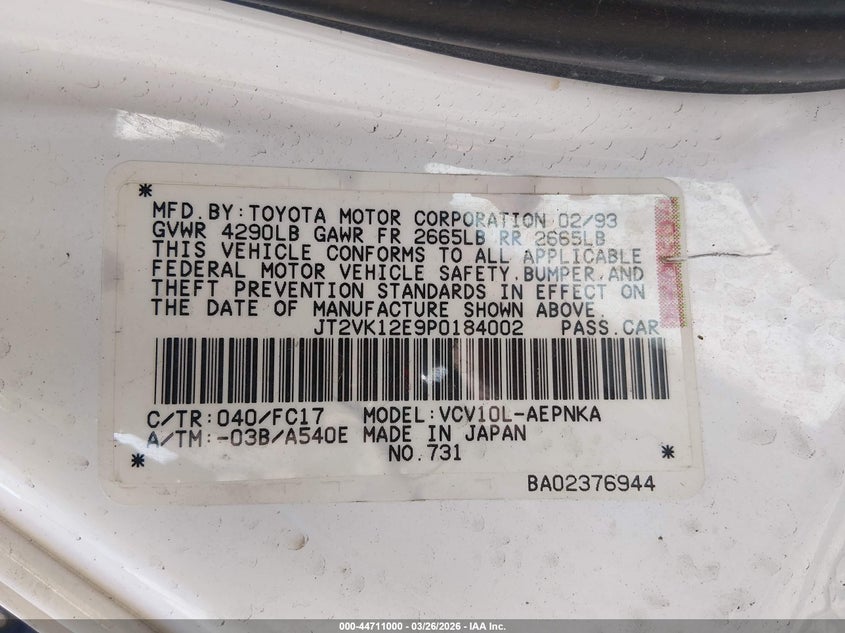 MFD.BY:TOYOTA MOTOR CORPORATION 02/93
GVWR 4290LB GAWR FR 2665LB RR 2665LB
THIS VEHICLE CONFORMS TO ALL APPLICABLE
FEDERAL MOTOR VEHICLE SAFETY,BUMPER,AND
THEFT PREVENTION STANDARDS IN EFFECT ON
THE DATE OF MANUFACTURE SHOWN ABOVE.
JT2VK12E9P0184002 PASS.CAR
C/TR:040/FC17 MODEL:VCV10L-AEPNKA
A/TM:-03B/A540E MADE IN JAPAN
NO.731
BA02376944
000-44711000 | 03/26/2026 - IAA Inc.